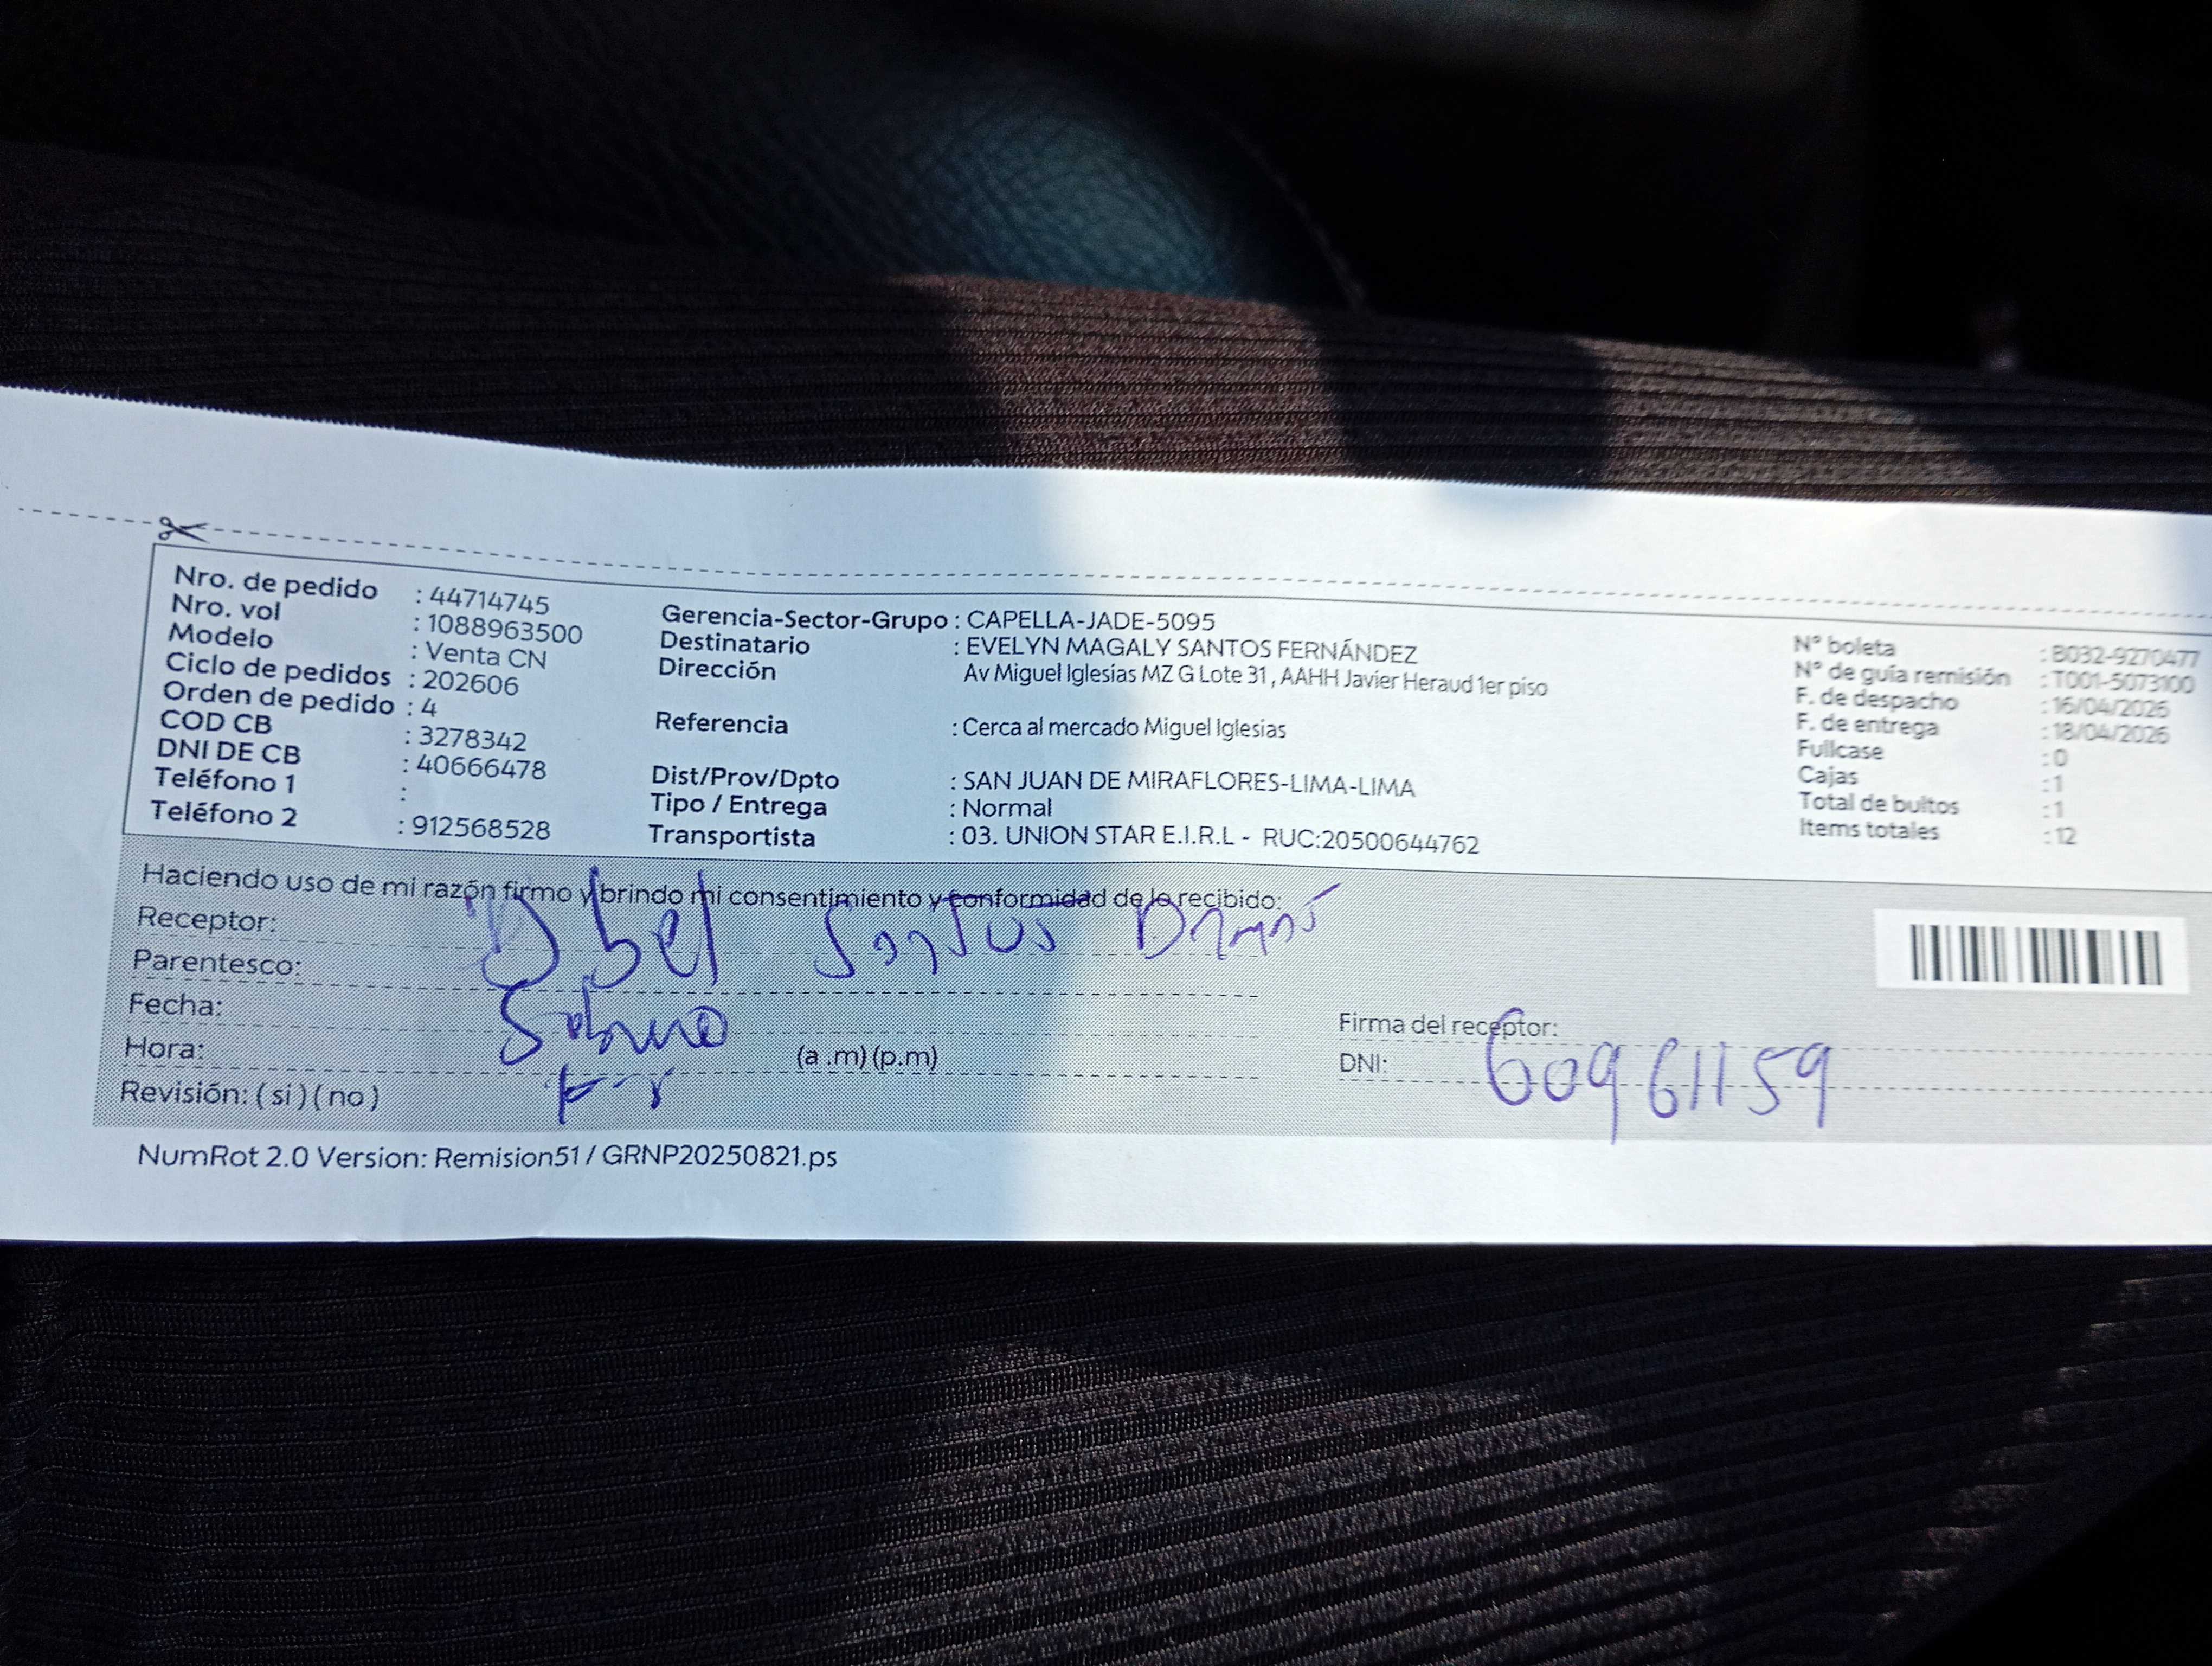 Nro. de pedido : 44714745
Nro. vol : 1088963500
Modelo : Venta CN
Ciclo de pedidos : 202606
Orden de pedido : 4
COD CB : 3278342
DNI DE CB : 40666478
Teléfono 1 :
Teléfono 2 : 912568528
Gerencia-Sector-Grupo : CAPELLA-JADE-5095
Destinatario : EVELYN MAGALY SANTOS FERNÁNDEZ
Dirección Av Miguel Iglesias MZ G Lote 31 , AAHH Javier Heraud 1er piso
Referencia : Cerca al mercado Miguel Iglesias
Dist/Prov/Dpto : SAN JUAN DE MIRAFLORES-LIMA-LIMA
Tipo / Entrega : Normal
Transportista : 03. UNION STAR E.I.R.L - RUC:20500644762
N° boleta : B032-9270477
N° de guía remisión : T001-5073100
F. de despacho : 16/04/2026
F. de entrega : 18/04/2026
Fullcase : 0
Cajas : 1
Total de bultos : 1
Items totales : 12
Haciendo uso de mi razón firmo y brindo mi consentimiento y conformidad de lo recibido:
Receptor: Santos
Parentesco:
Fecha:
Hora: (a .m) (p.m)
Revisión: ( si ) ( no )
Firma del receptor:
DNI: 60961159
NumRot 2.0 Version: Remision51 / GRNP20250821.ps